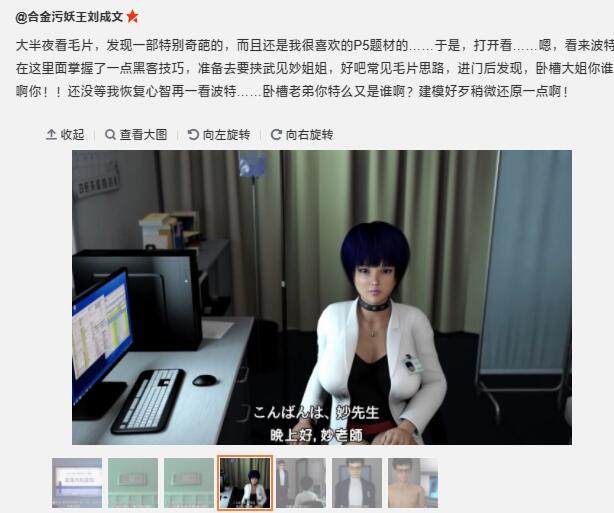 @合金污妖王刘成文
大半夜看毛片，发现一部特别奇葩的，而且还是我很喜欢的P5题材的……于是，打开看……嗯，看来波特
在这里面掌握了一点黑客技巧，准备去要挟武见妙姐姐，好吧常见毛片思路，进门后发现，卧槽大姐你谁
啊你！！还没等我恢复心智再一看波特……卧槽老弟你特么又是谁啊？建模好歹稍微还原一点啊！
收起 查看大图 向左旋转 向右旋转
こんばんは、妙先生
晚上好,妙老師